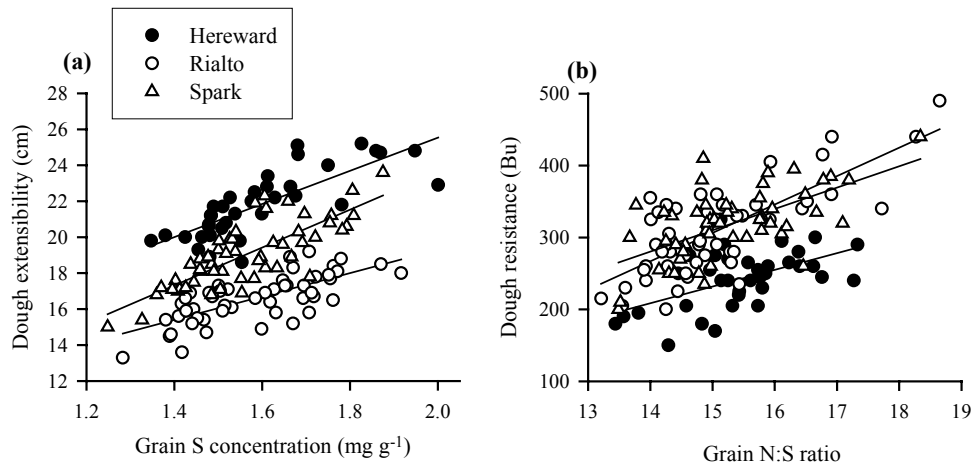 Hereward
Rialto
Spark
(a)
28
26
24
22
20
18
16
14
12
Dough extensibility (cm)
1.2 1.4 1.6 1.8 2.0
Grain S concentration (mg g-1)
(b)
500
400
300
200
100
Dough resistance (Bu)
13 14 15 16 17 18 19
Grain N:S ratio